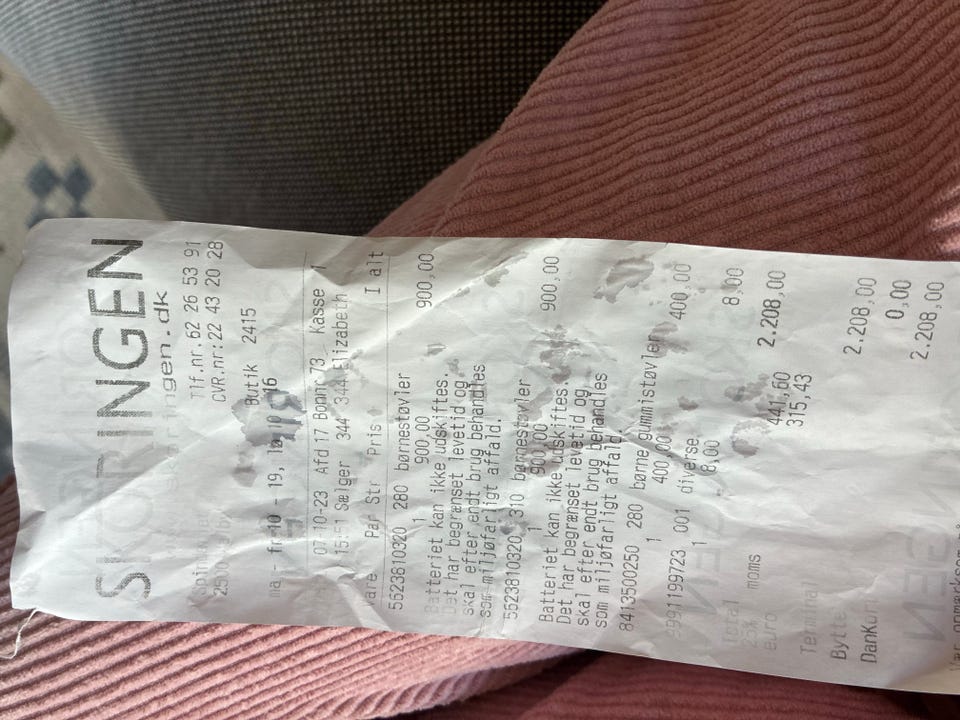 SKORINGEN
skoringen.dk
Tlf.nr:62 26 53 91
CVR.nr:22 43 20 28
Butik 2415
ma - fr:10 - 19, lø 10 16
07-10-23 Afd 17 Bonnr 73 Kasse 1
15:51 Sælger 344 344 Elizabeth
Vare Par Str Pris I alt
5523810320 280 børnestøvler
1 900,00 900,00
Batteriet kan ikke udskiftes.
Det har begrænset levetid og
skal efter endt brug behandles
som miljøfarligt affald.
5523810320 310 børnestøvler
1 900,00 900,00
Batteriet kan ikke udskiftes.
Det har begrænset levetid og
skal efter endt brug behandles
som miljøfarligt affald
8413500250 280 børne gummistøvler
1 400,00 400,00
8991199723 001 diverse
1 8,00 8,00
Total 2.208,00
25% moms 441,60
euro 315,43
2.208,00
Bytte 0,00
Dankort 2.208,00